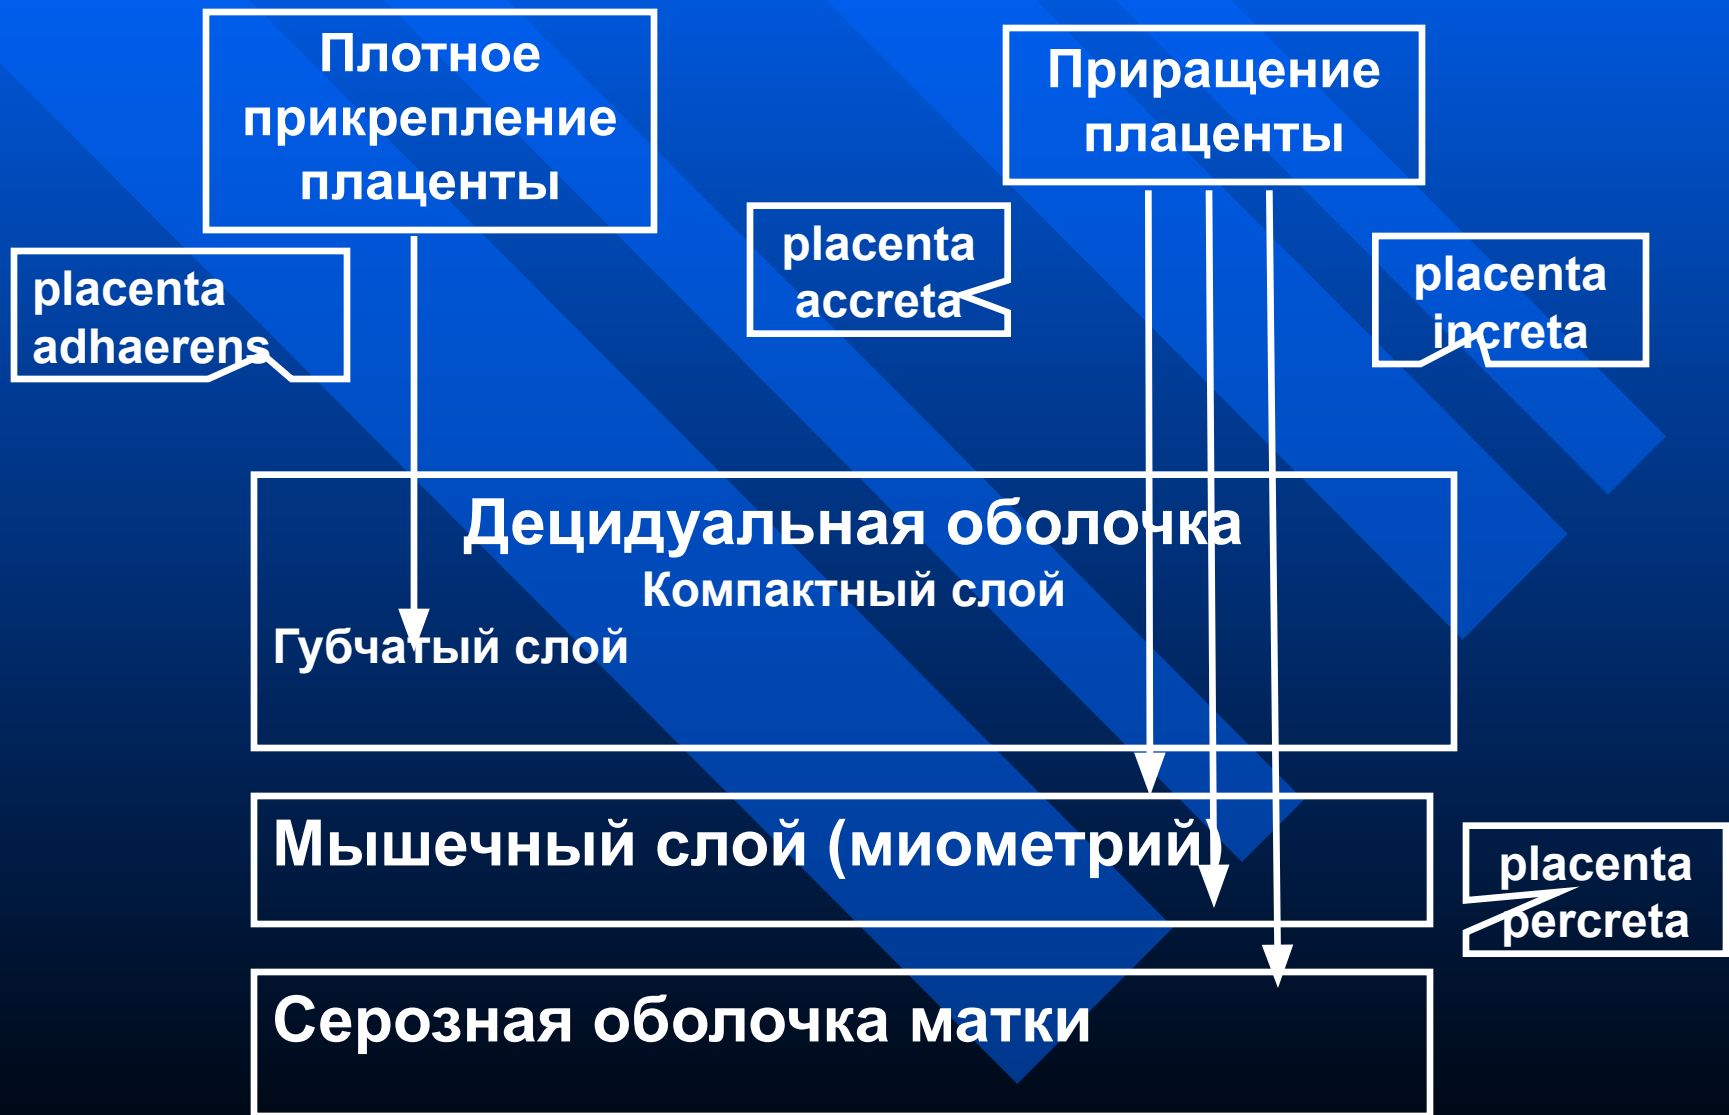 Плотное
прикрепление
плаценты
Приращение
плаценты
placenta
adhaerens
placenta
accreta
placenta
increta
Децидуальная оболочка
Компактный слой
Губчатый слой
Мышечный слой (миометрий)
placenta
percreta
Серозная оболочка матки